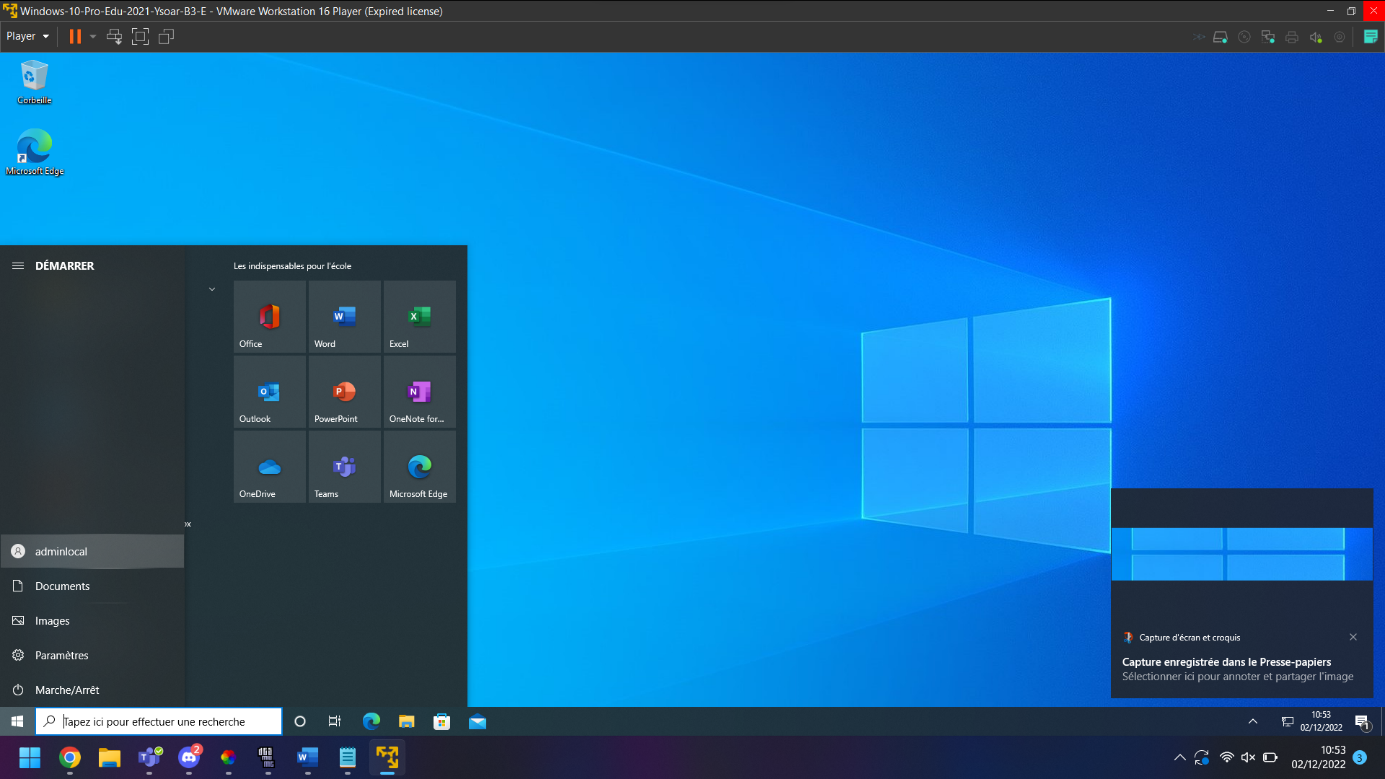 Windows-10-Pro-Edu-2021-Ysoar-B3-E - VMware Workstation 16 Player (Expired license)
Player
Corbeille
Microsoft Edge
DÉMARRER
Les indispensables pour l'école
Office
Word
Excel
Outlook
PowerPoint
OneNote for...
OneDrive
Teams
Microsoft Edge
adminlocal
Documents
Images
Paramètres
Marche/Arrêt
Capture d'écran et croquis
Capture enregistrée dans le Presse-papiers
Sélectionner ici pour annoter et partager l'image
Tapez ici pour effectuer une recherche
10:53
02/12/2022
1
2
10:53
02/12/2022
3